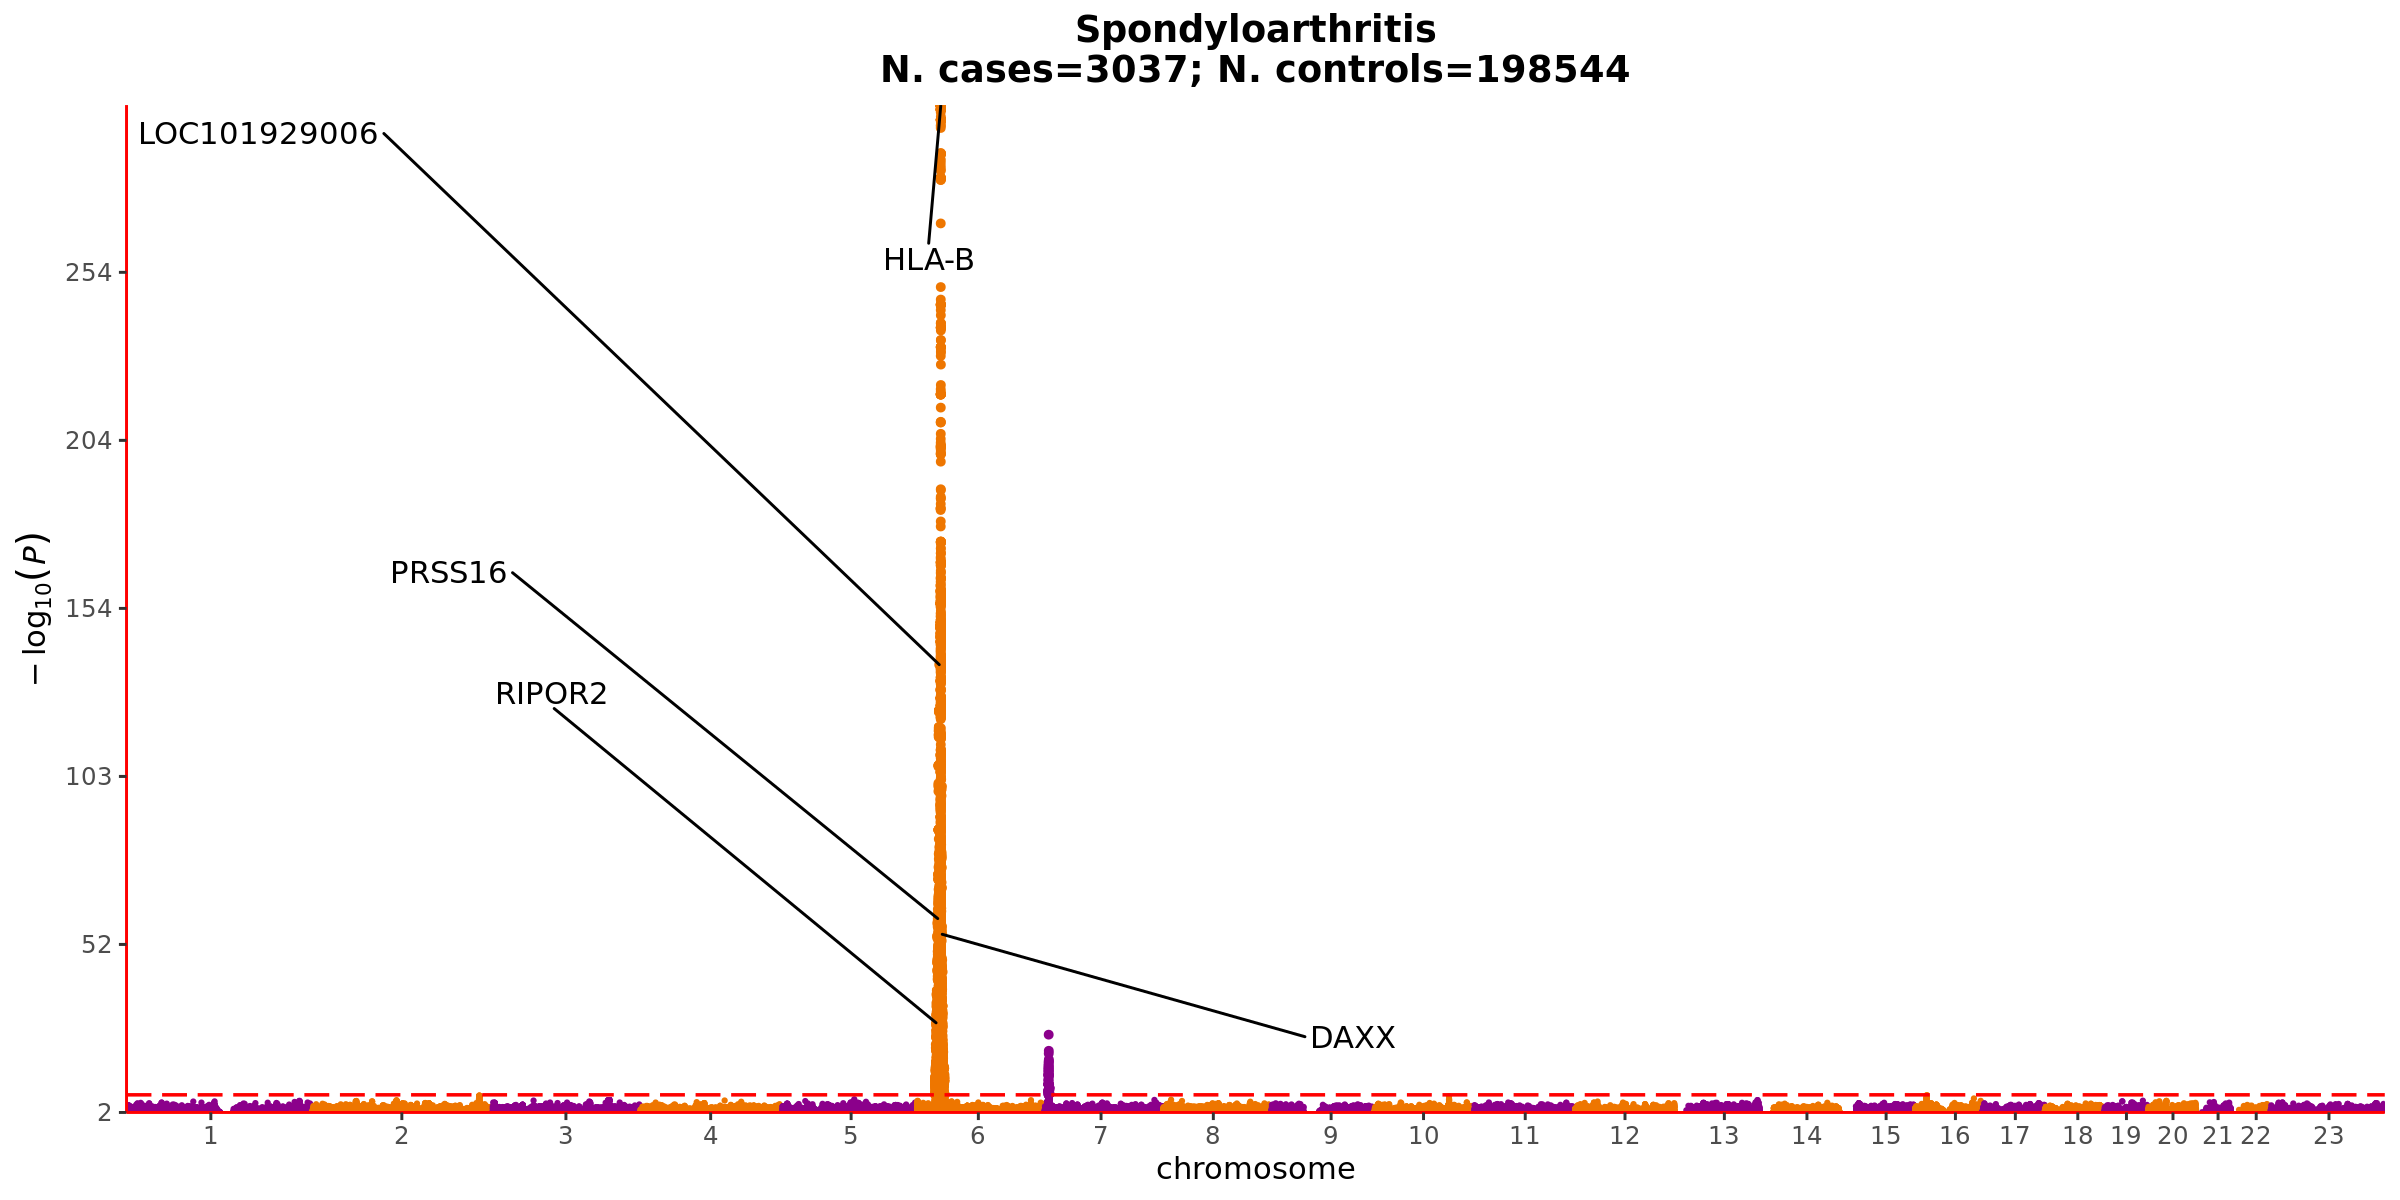 Spondyloarthritis
N. cases=3037; N. controls=198544
LOC101929006
HLA-B
254
204
PRSS16
154
− log₁₀(P)
RIPOR2
103
52
DAXX
2
1 2 3 4 5 6 7 8 9 10 11 12 13 14 15 16 17 18 19 20 21 22 23
chromosome